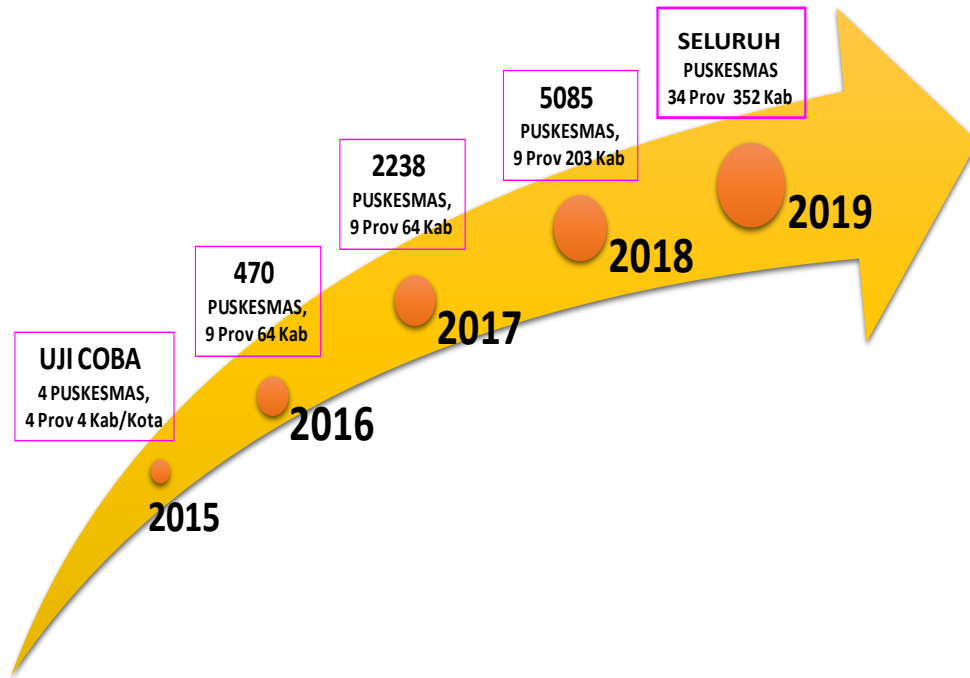 UJI COBA
4 PUSKESMAS,
4 Prov 4 Kab/Kota
2015
470
PUSKESMAS,
9 Prov 64 Kab
2016
2238
PUSKESMAS,
9 Prov 64 Kab
2017
5085
PUSKESMAS,
9 Prov 203 Kab
2018
SELURUH
PUSKESMAS
34 Prov 352 Kab
2019